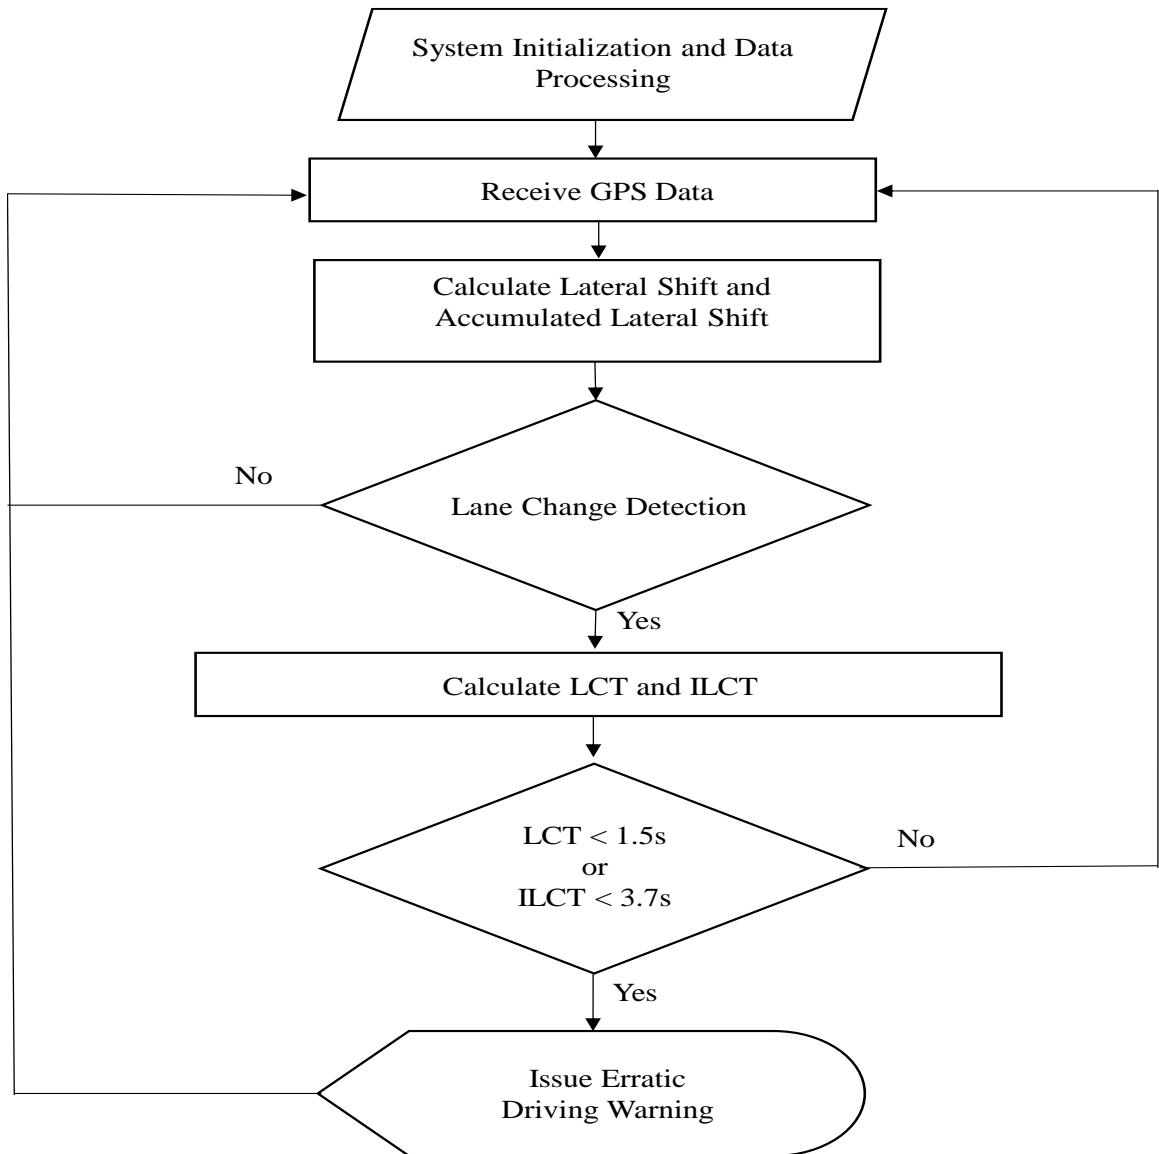 System Initialization and Data
Processing
Receive GPS Data
Calculate Lateral Shift and
Accumulated Lateral Shift
No
Lane Change Detection
Yes
Calculate LCT and ILCT
LCT < 1.5s
or
ILCT < 3.7s
No
Yes
Issue Erratic
Driving Warning